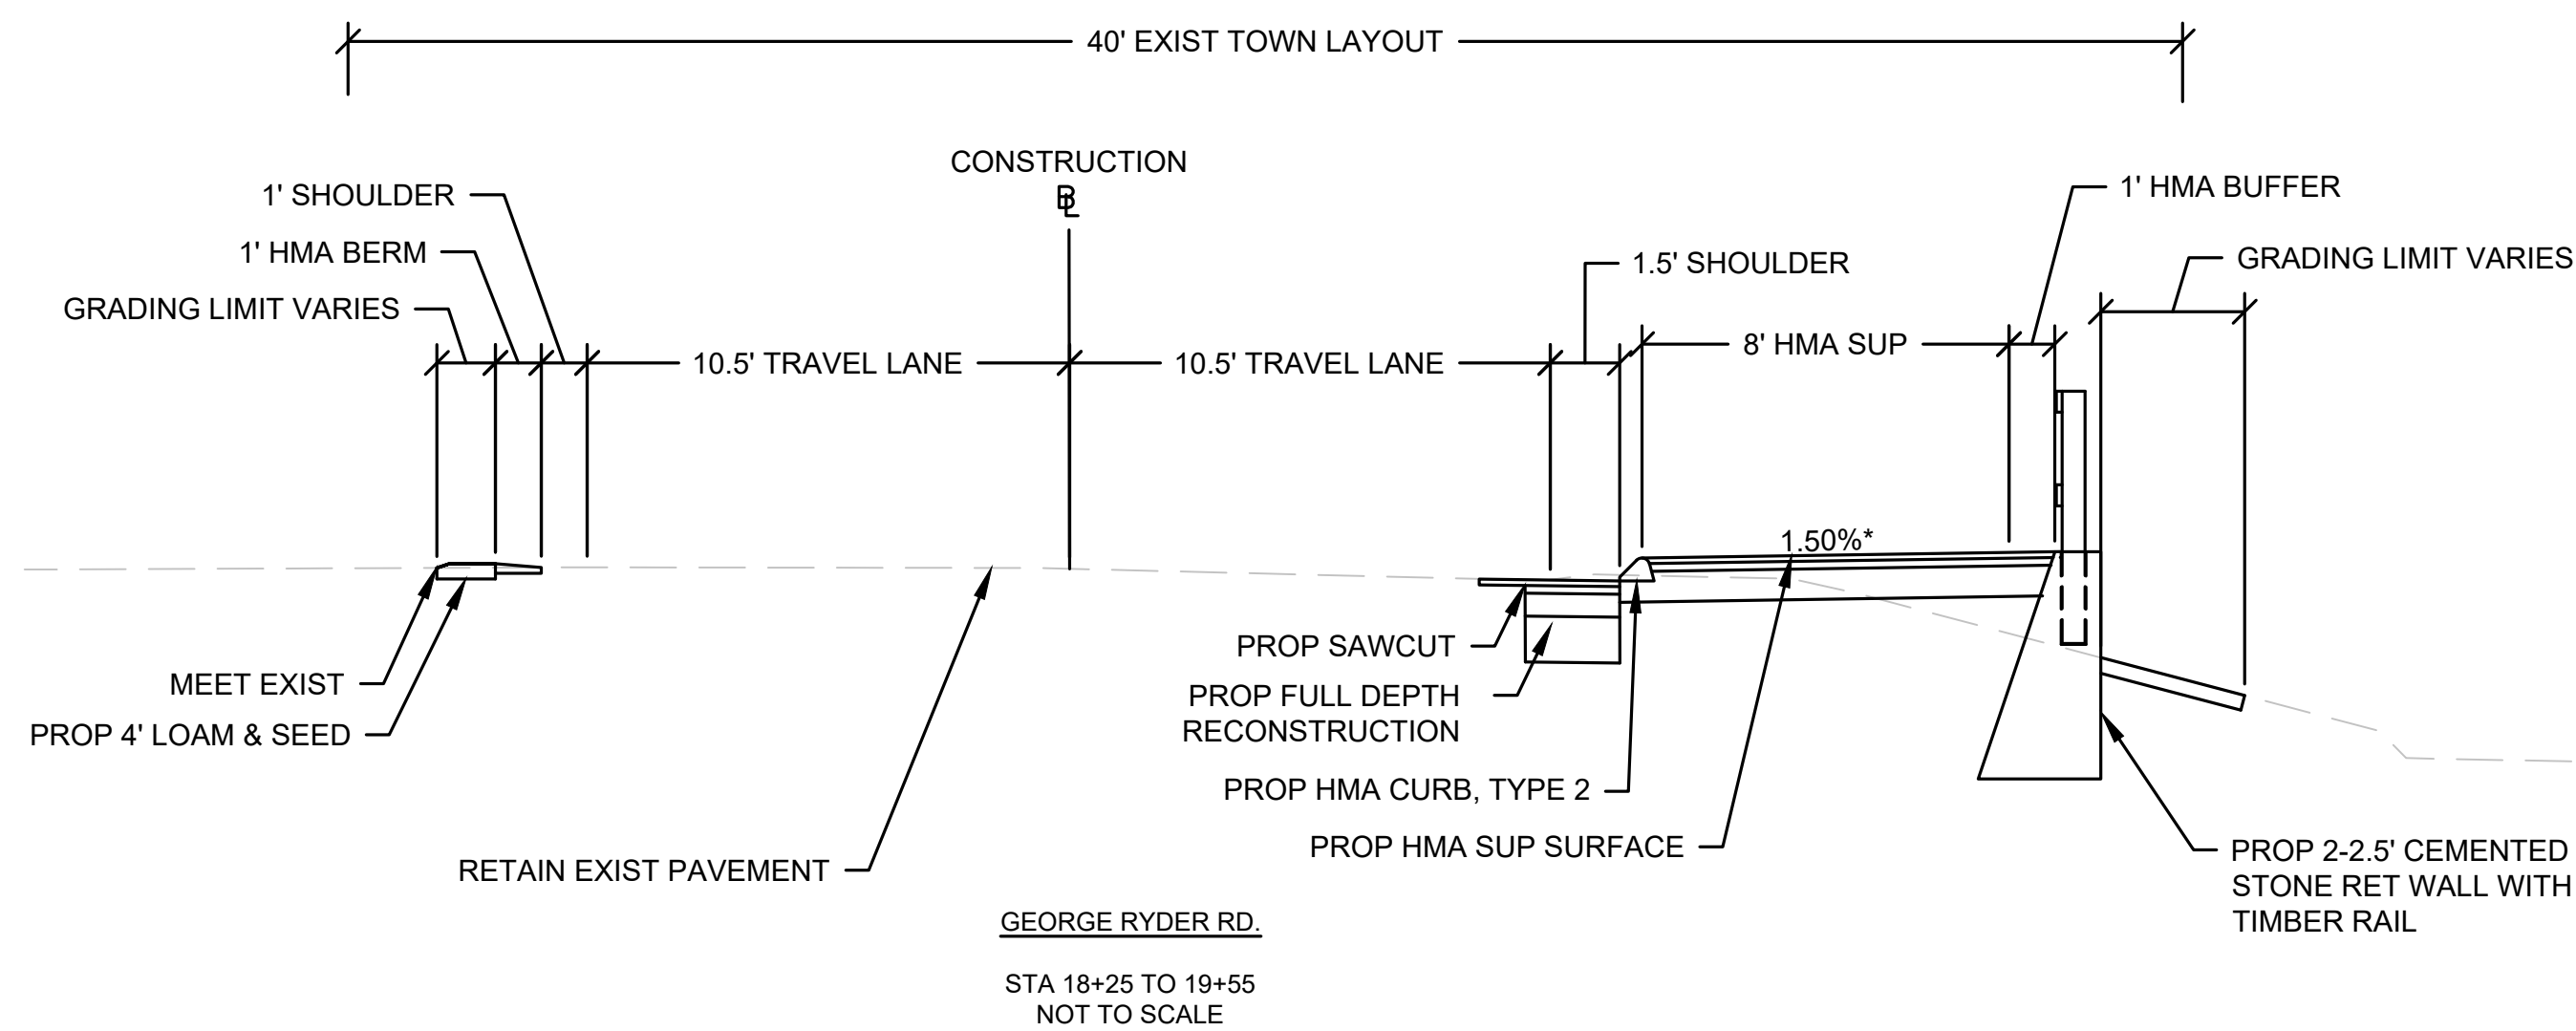 40' EXIST TOWN LAYOUT
CONSTRUCTION
BL
1' SHOULDER
1' HMA BERM
GRADING LIMIT VARIES
10.5' TRAVEL LANE
10.5' TRAVEL LANE
1.5' SHOULDER
8' HMA SUP
1' HMA BUFFER
GRADING LIMIT VARIES
1.50%*
MEET EXIST
PROP 4' LOAM & SEED
RETAIN EXIST PAVEMENT
PROP SAWCUT
PROP FULL DEPTH
RECONSTRUCTION
PROP HMA CURB, TYPE 2
PROP HMA SUP SURFACE
PROP 2-2.5' CEMENTED
STONE RET WALL WITH
TIMBER RAIL
GEORGE RYDER RD.
STA 18+25 TO 19+55
NOT TO SCALE